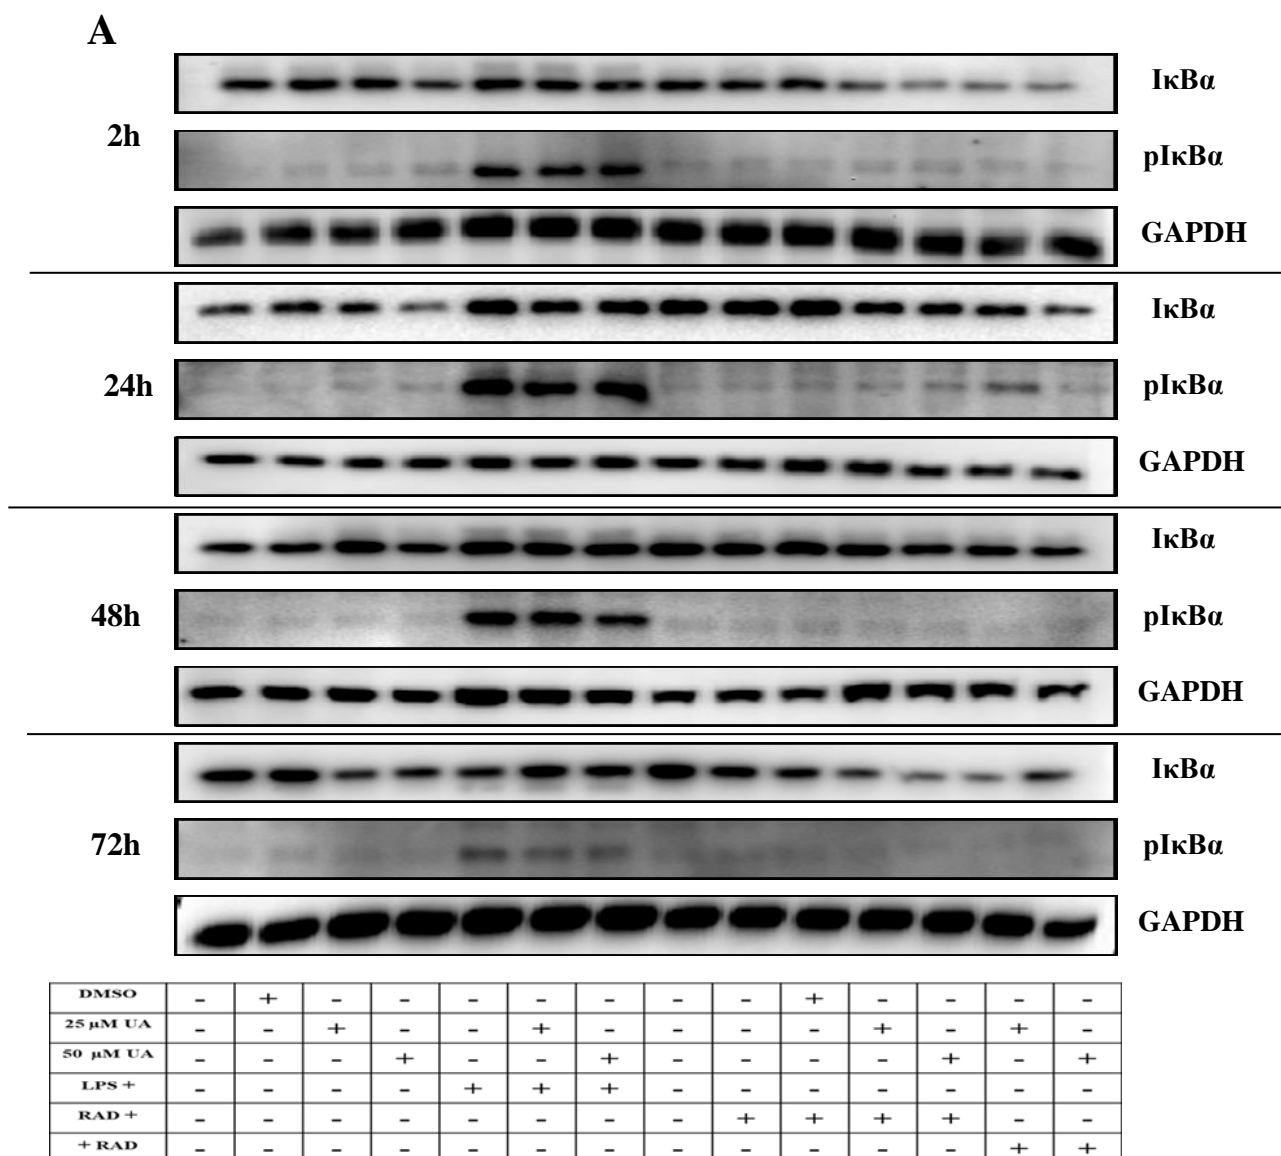 A
IκBα
2h
pIκBα
GAPDH
IκBα
24h
pIκBα
GAPDH
IκBα
48h
pIκBα
GAPDH
IκBα
72h
pIκBα
GAPDH
DMSO - + - - - - - - - + - - - -
25 μM UA - - + - - + - - - - + - + -
50 μM UA - - - + - - + - - - - + - +
LPS + - - - - + + + - - - - - - -
RAD + - - - - - - - - + + + + - -
+ RAD - - - - - - - - - - - - + +